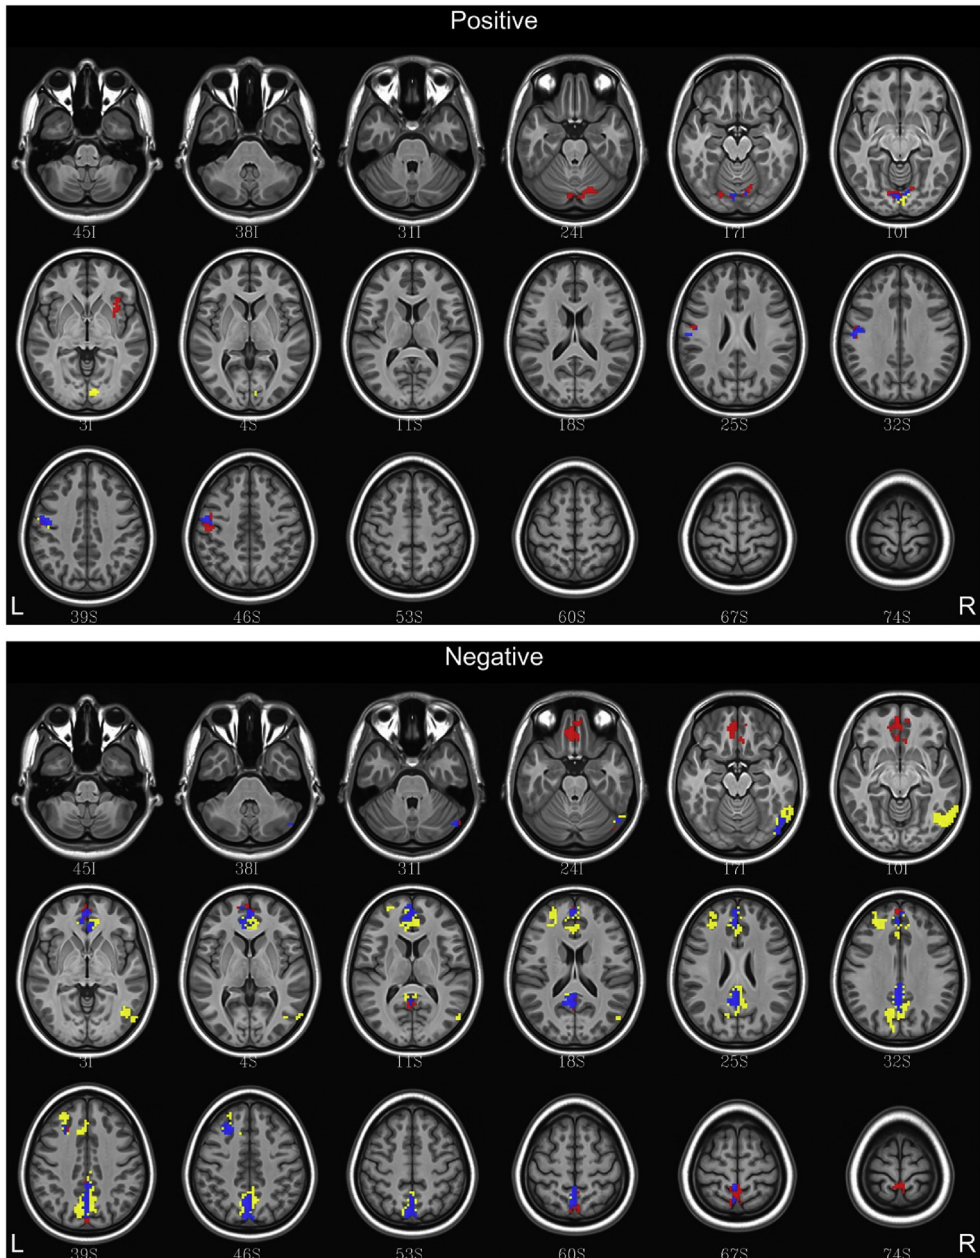 Positive
45I 38I 31I 24I 17I 10I
3I 4S 11S 18S 25S 32S
39S 46S 53S 60S 67S 74S
L R
Negative
45I 38I 31I 24I 17I 10I
3I 4S 11S 18S 25S 32S
39S 46S 53S 60S 67S 74S
L R